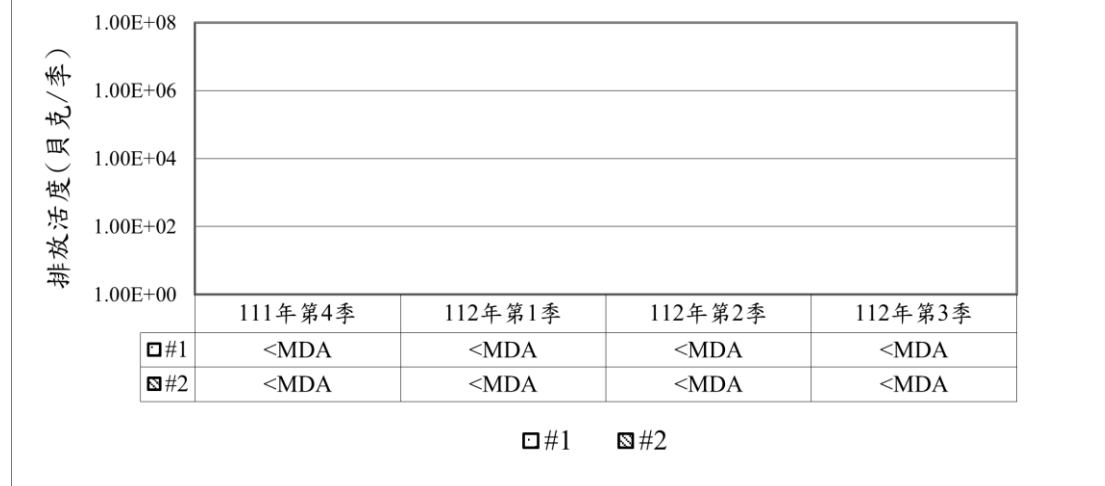 排放活度(貝克/季)
1.00E+08
1.00E+06
1.00E+04
1.00E+02
1.00E+00
111年第4季 112年第1季 112年第2季 112年第3季
#1 <MDA <MDA <MDA <MDA
#2 <MDA <MDA <MDA <MDA
#1 #2